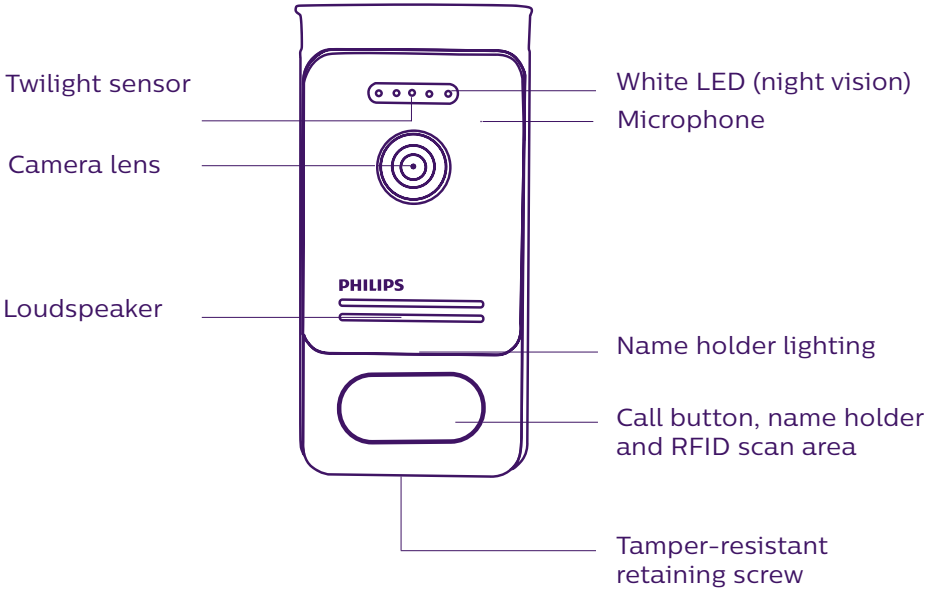 Twilight sensor
Camera lens
Loudspeaker
PHILIPS
White LED (night vision)
Microphone
Name holder lighting
Call button, name holder
and RFID scan area
Tamper-resistant
retaining screw